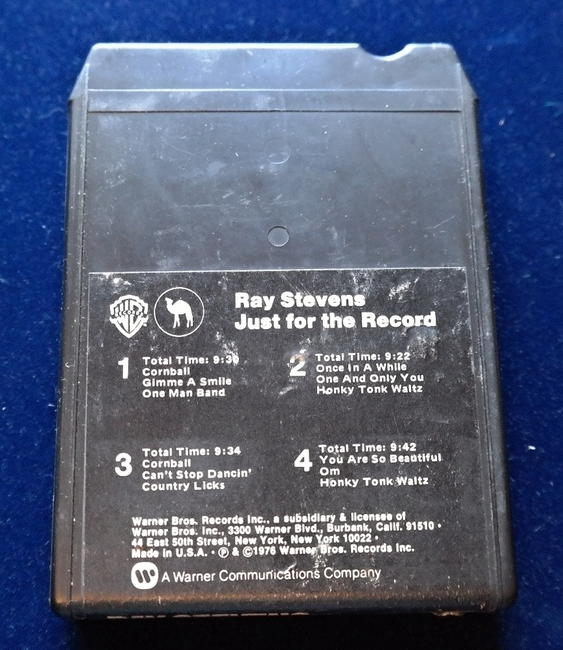 Ray Stevens
Just for the Record
1 Total Time: 9:30
Cornball
Gimme A Smile
One Man Band
2 Total Time: 9:22
Once In A While
One And Only You
Honky Tonk Waltz
3 Total Time: 9:34
Cornball
Can't Stop Dancin'
Country Licks
4 Total Time: 9:42
You Are So Beautiful
Om
Honky Tonk Waltz
Warner Bros. Records Inc., a subsidiary & licensee of
Warner Bros. Inc., 3300 Warner Blvd., Burbank, Calif. 91510 •
44 East 50th Street, New York, New York 10022 •
Made in U.S.A. • ℗ & ©1976 Warner Bros. Records Inc.
A Warner Communications Company